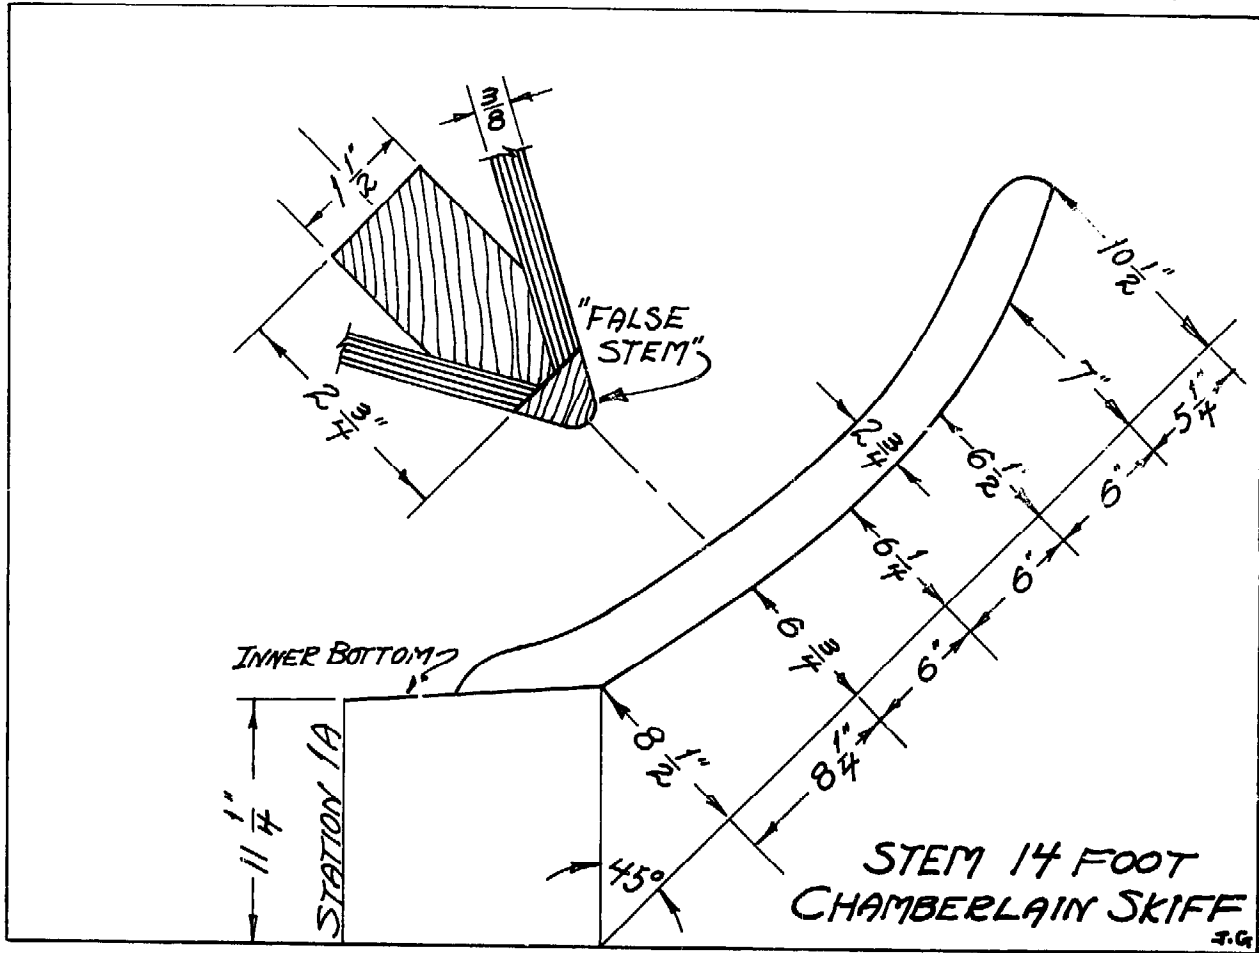 3/8
1 1/2"
"FALSE
STEM"
2 3/4"
10 1/2"
7"
5 1/4"
2 3/4
6 1/2"
6"
6 1/4
6"
6 3/4
6"
INNER BOTTOM
8 1/2"
8 1/4"
11 1/4"
STATION 1A
45°
STEM 14 FOOT
CHAMBERLAIN SKIFF
J.G